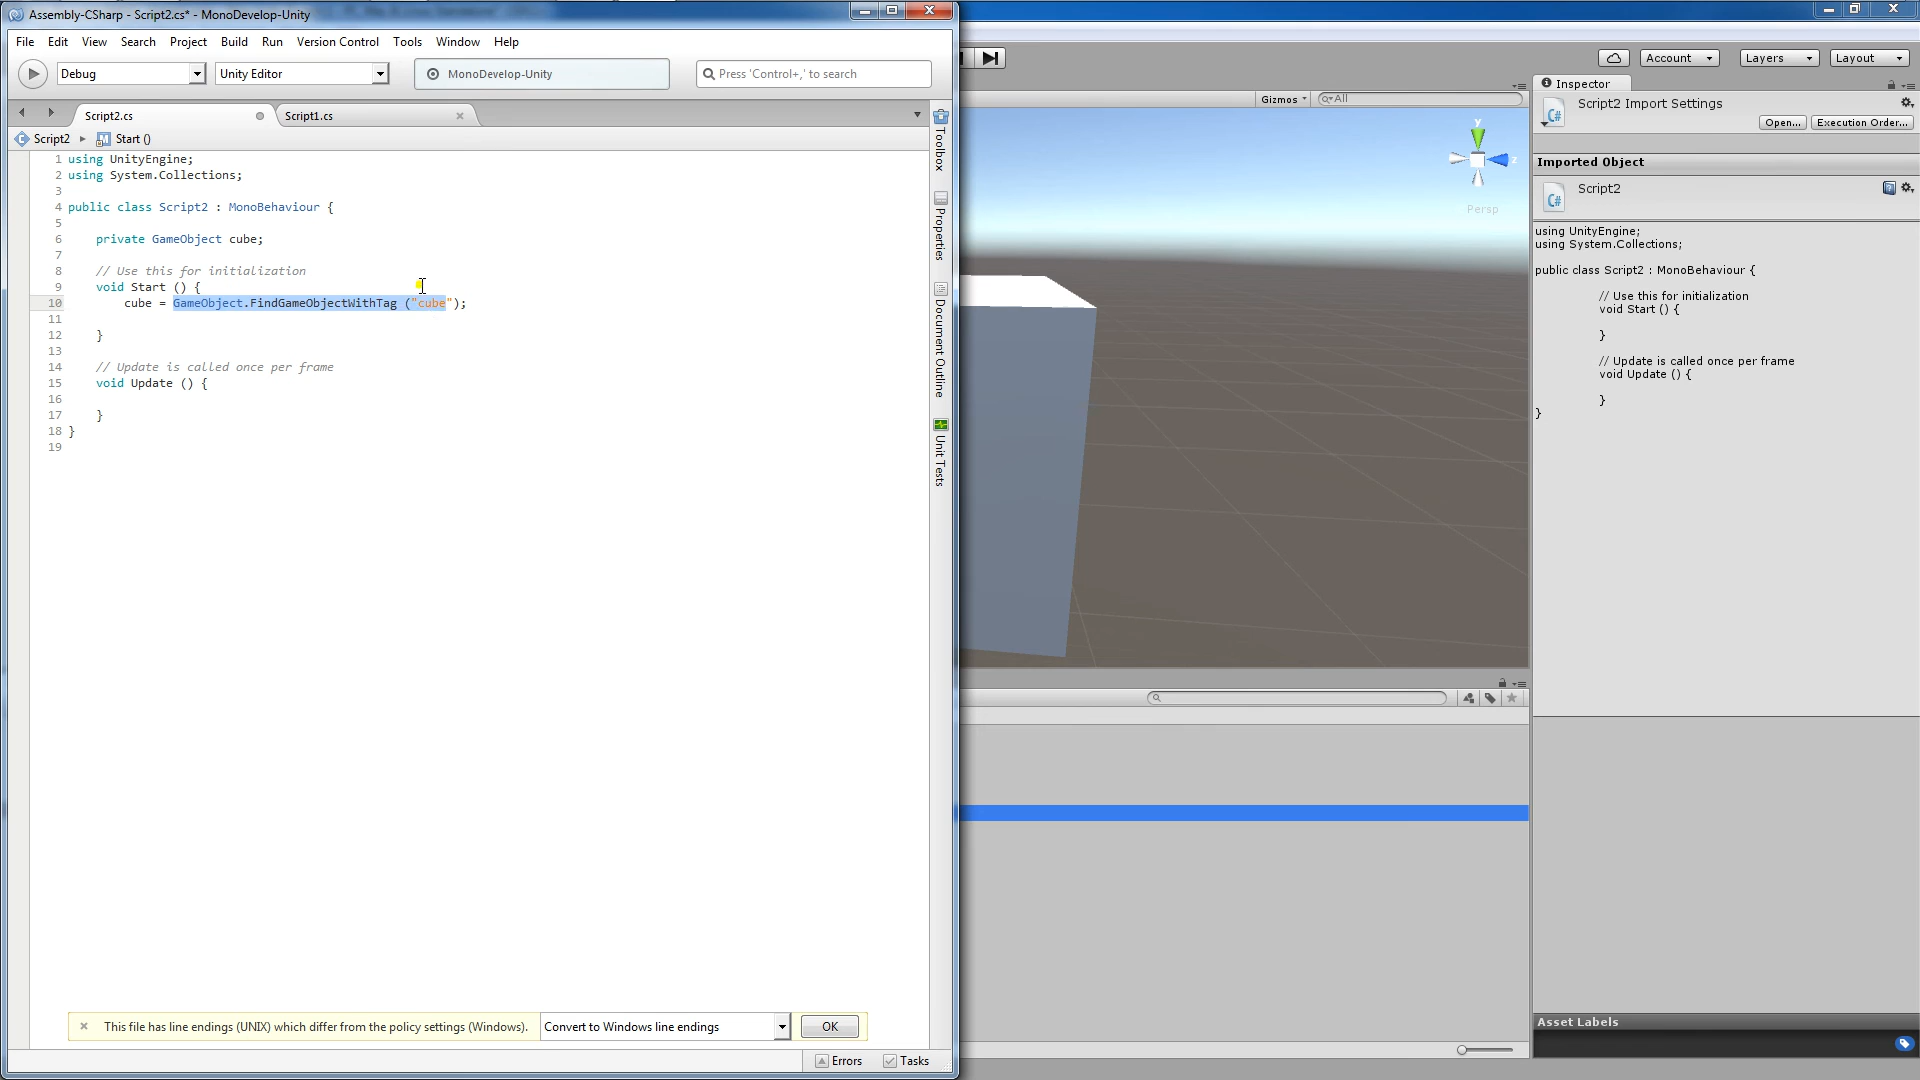 Assembly-CSharp - Script2.cs* - MonoDevelop-Unity
File Edit View Search Project Build Run Version Control Tools Window Help
Debug
Unity Editor
MonoDevelop-Unity
Press 'Control+,' to search
Script2.cs
Script1.cs
Script2
Start ()
1 using UnityEngine;
2 using System.Collections;
3
4 public class Script2 : MonoBehaviour {
5
6 private GameObject cube;
7
8 // Use this for initialization
9 void Start () {
10 cube = GameObject.FindGameObjectWithTag ("cube");
11
12 }
13
14 // Update is called once per frame
15 void Update () {
16
17 }
18 }
19
Toolbox
Properties
Document Outline
Unit Tests
This file has line endings (UNIX) which differ from the policy settings (Windows).
Convert to Windows line endings
OK
Errors
Tasks
Account
Layers
Layout
Gizmos
All
y
z
Persp
Inspector
Script2 Import Settings
Open...
Execution Order...
Imported Object
C#
Script2
C#
using UnityEngine;
using System.Collections;
public class Script2 : MonoBehaviour {
// Use this for initialization
void Start () {
}
// Update is called once per frame
void Update () {
}
}
Asset Labels